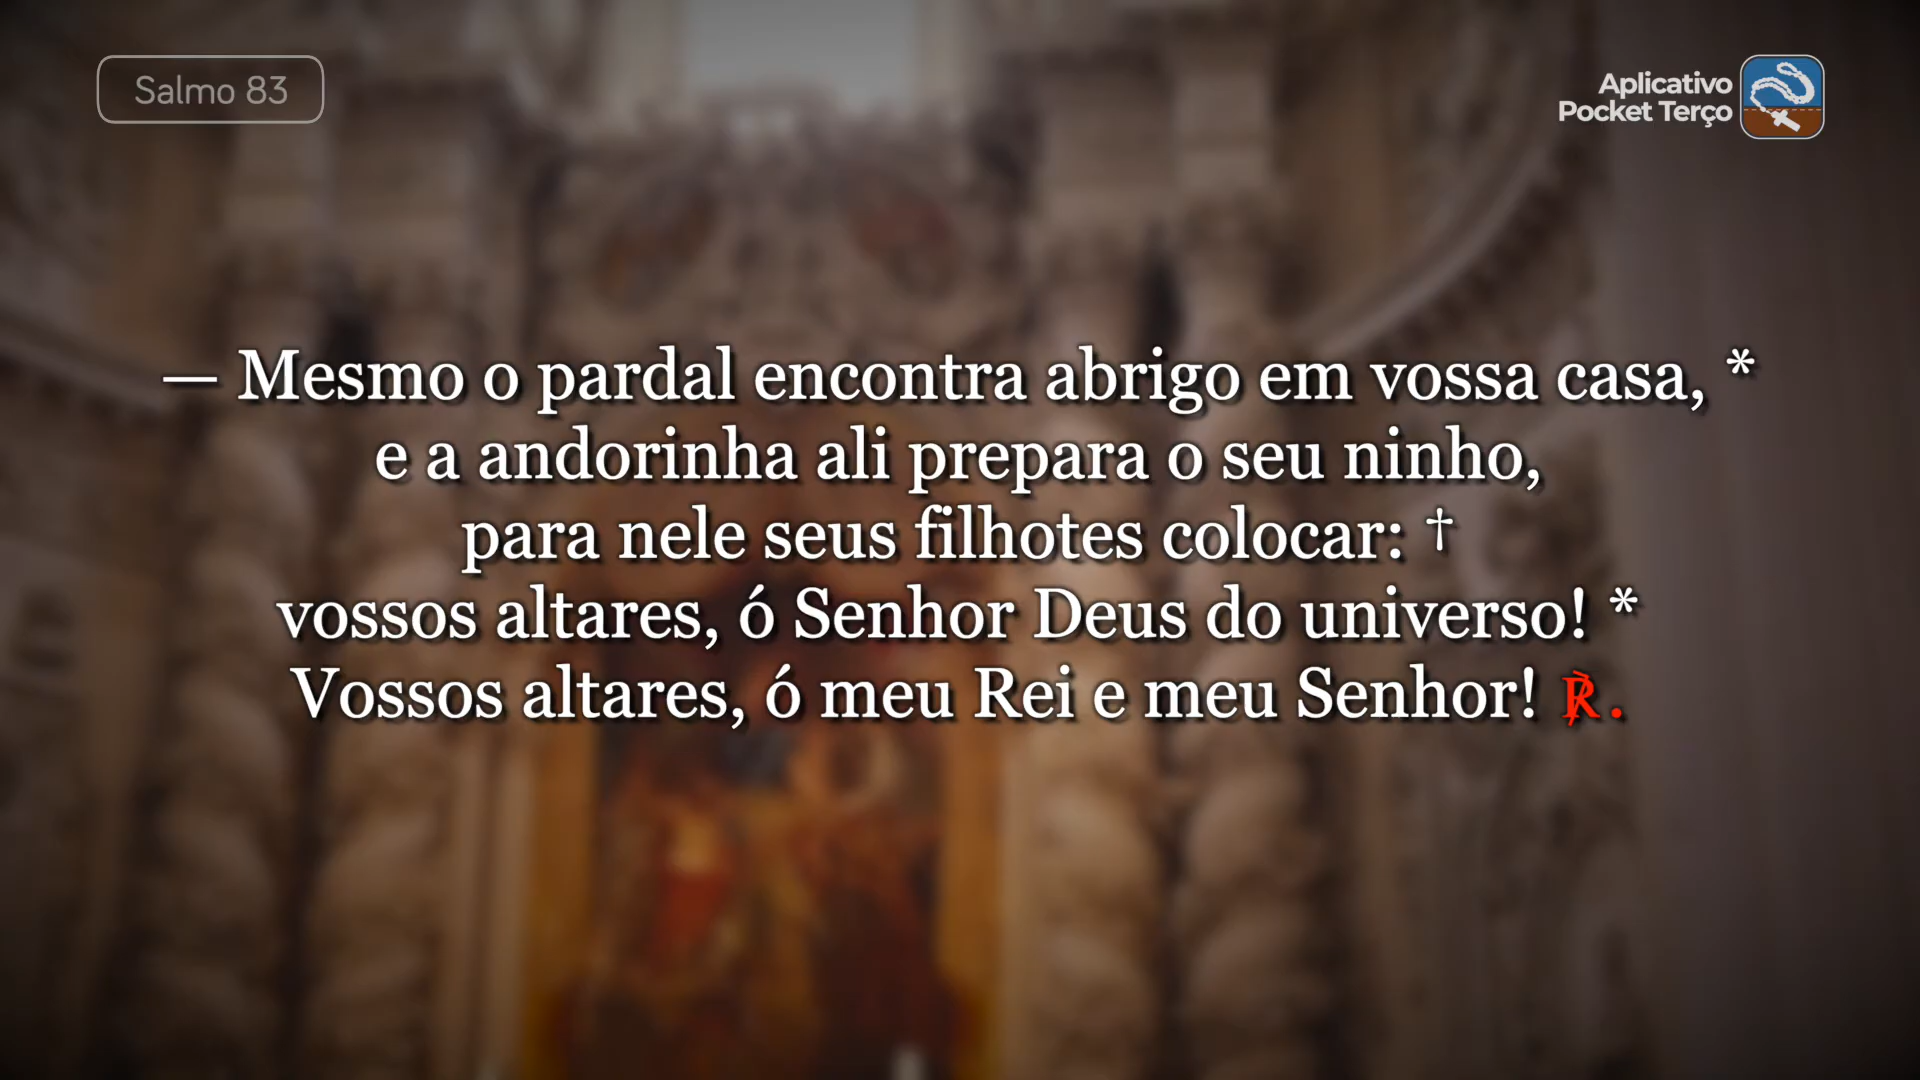 Salmo 83
Aplicativo
Pocket Terço
— Mesmo o pardal encontra abrigo em vossa casa, *
e a andorinha ali prepara o seu ninho,
para nele seus filhotes colocar: †
vossos altares, ó Senhor Deus do universo! *
Vossos altares, ó meu Rei e meu Senhor! ℟.